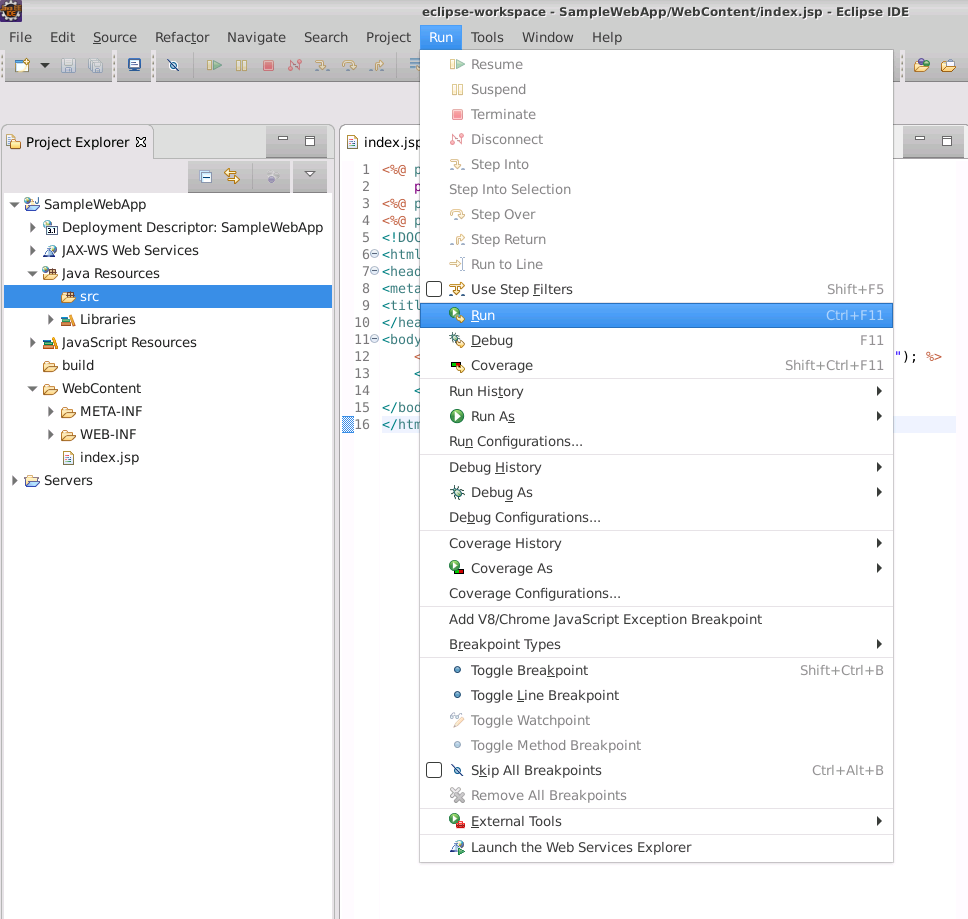 eclipse-workspace - SampleWebApp/WebContent/index.jsp - Eclipse IDE
File Edit Source Refactor Navigate Search Project Run Tools Window Help
Project Explorer
SampleWebApp
Deployment Descriptor: SampleWebApp
JAX-WS Web Services
Java Resources
src
Libraries
JavaScript Resources
build
WebContent
META-INF
WEB-INF
index.jsp
Servers
index.jsp
1 <%@ p
2 p
3 <%@ p
4 <%@ p
5 <!DOC
6 <html
7 <head
8 <meta
9 <titl
10 </hea
11 <body
12 < "); %>
13 <
14 <
15 </bod
16 </htm
Resume
Suspend
Terminate
Disconnect
Step Into
Step Into Selection
Step Over
Step Return
Run to Line
Use Step Filters Shift+F5
Run Ctrl+F11
Debug F11
Coverage Shift+Ctrl+F11
Run History
Run As
Run Configurations...
Debug History
Debug As
Debug Configurations...
Coverage History
Coverage As
Coverage Configurations...
Add V8/Chrome JavaScript Exception Breakpoint
Breakpoint Types
Toggle Breakpoint Shift+Ctrl+B
Toggle Line Breakpoint
Toggle Watchpoint
Toggle Method Breakpoint
Skip All Breakpoints Ctrl+Alt+B
Remove All Breakpoints
External Tools
Launch the Web Services Explorer